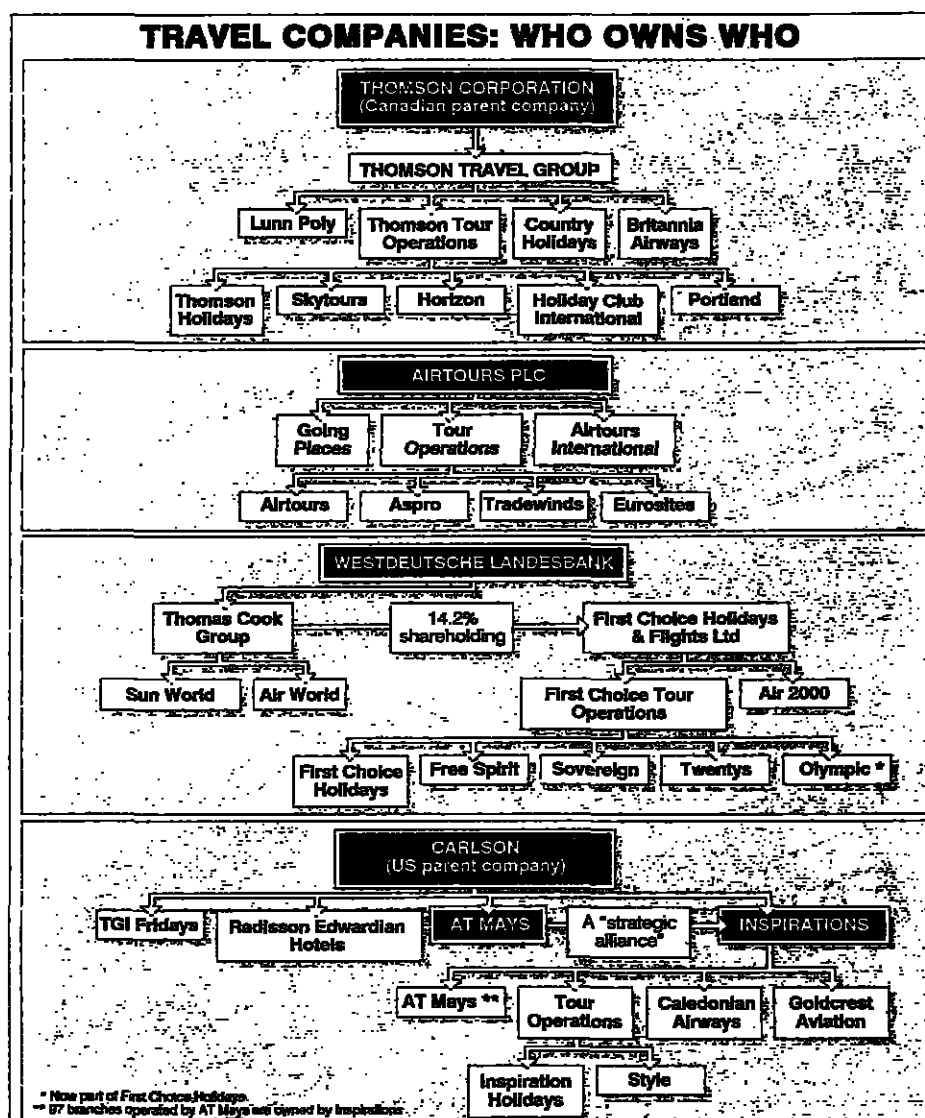 TRAVEL COMPANIES: WHO OWNS WHO
THOMSON CORPORATION
(Canadian parent company)
THOMSON TRAVEL GROUP
Lunn Poly
Thomson Tour
Operations
Country
Holidays
Britannia
Airways
Thomson
Holidays
Skytours
Horizon
Holiday Club
International
Portland
AIRTOURS PLC
Going
Places
Tour
Operations
Airtours
International
Airtours
Aspro
Tradewinds
Eurosites
WESTDEUTSCHE LANDESBANK
Thomas Cook
Group
14.2%
shareholding
First Choice Holidays
& Flights Ltd
Sun World
Air World
First Choice Tour
Operations
Air 2000
First Choice
Holidays
Free Spirit
Sovereign
Twentys
Olympic *
CARLSON
(US parent company)
TGI Fridays
Radisson Edwardian
Hotels
AT MAYS
A "strategic
alliance"
INSPIRATIONS
AT Mays **
Tour
Operations
Caledonian
Airways
Goldcrest
Aviation
Inspiration
Holidays
Style
* Now part of First Choice Holidays.
** 97 branches operated by AT Mays are owned by Inspirations